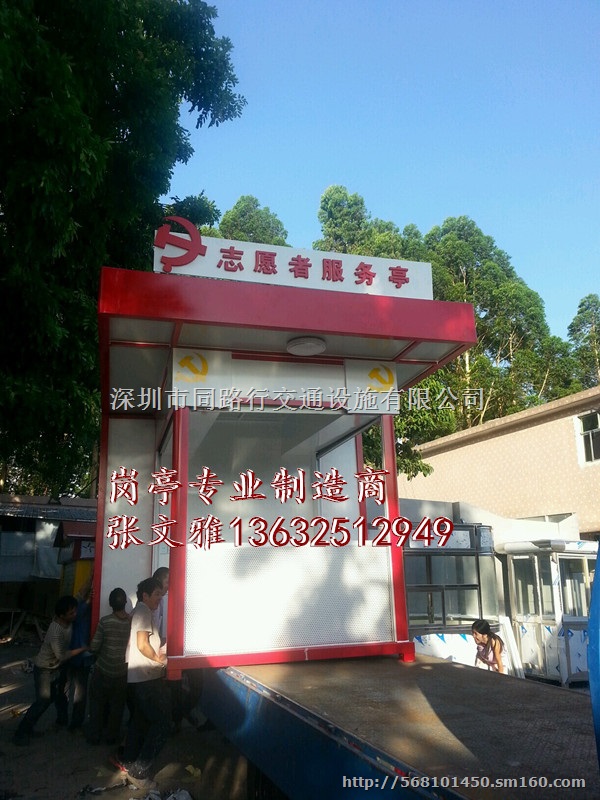 志愿者服务亭
深圳市同路行交通设施有限公司
岗亭专业制造商
张文雅13632512949
http://568101450.sm160.com